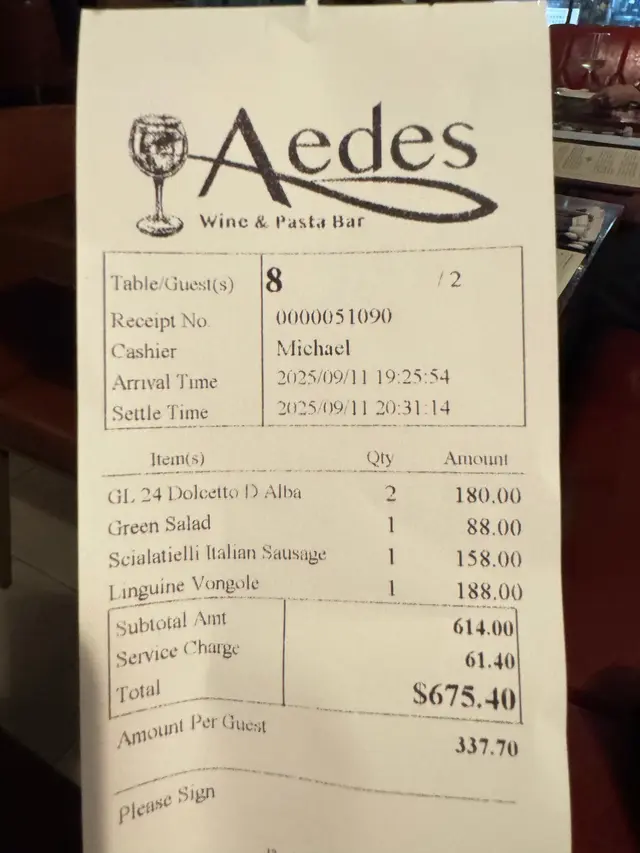 Aedes
Wine & Pasta Bar
Table/Guest(s) 8 / 2
Receipt No. 0000051090
Cashier Michael
Arrival Time 2025/09/11 19:25:54
Settle Time 2025/09/11 20:31:14
Item(s) Qty Amount
GL 24 Dolcetto D Alba 2 180.00
Green Salad 1 88.00
Scialatielli Italian Sausage 1 158.00
Linguine Vongole 1 188.00
Subtotal Amt 614.00
Service Charge 61.40
Total $675.40
Amount Per Guest 337.70
Please Sign